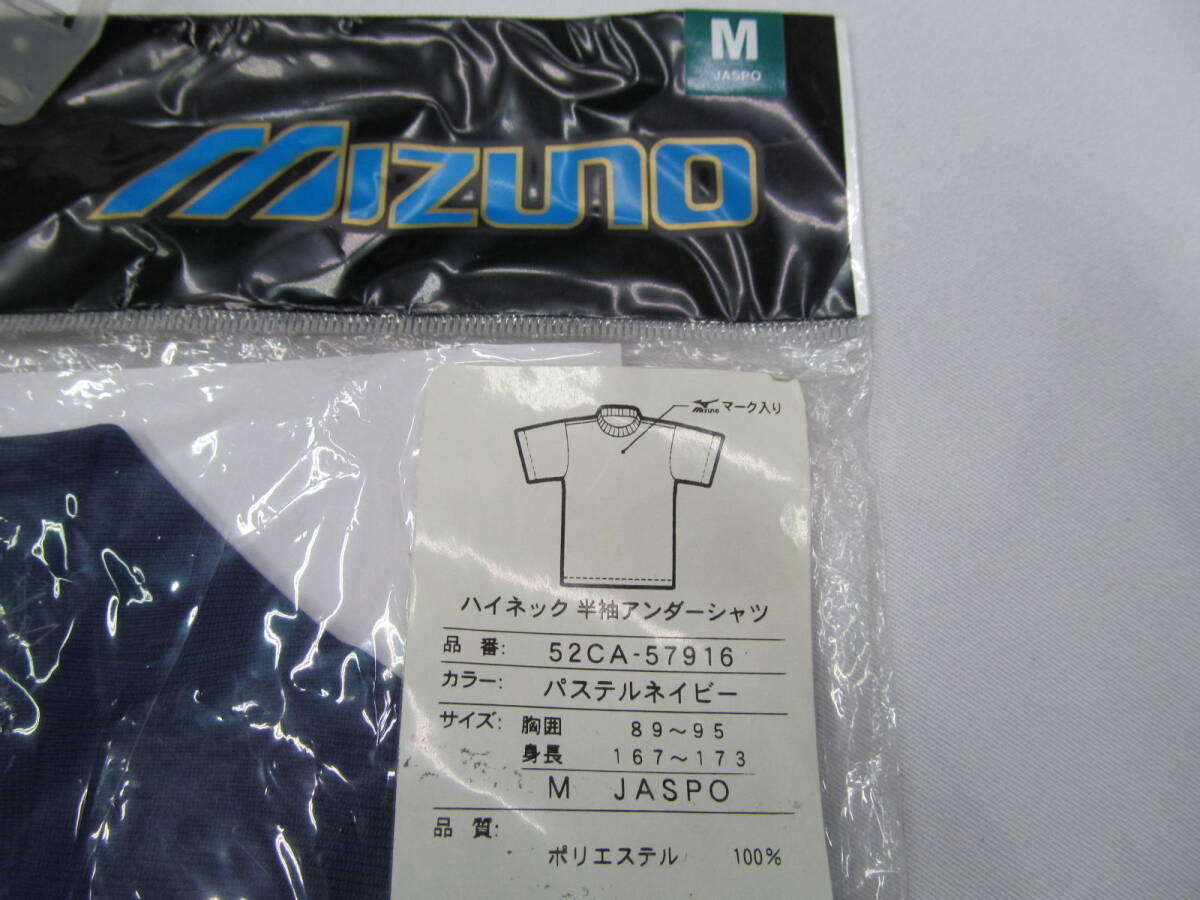 M
JASPO
MIZUNO
mizuno マーク入り
ハイネック 半袖アンダーシャツ
品 番: 52CA-57916
カラー: パステルネイビー
サイズ: 胸囲 89～95
身長 167～173
M JASPO
品 質:
ポリエステル 100%